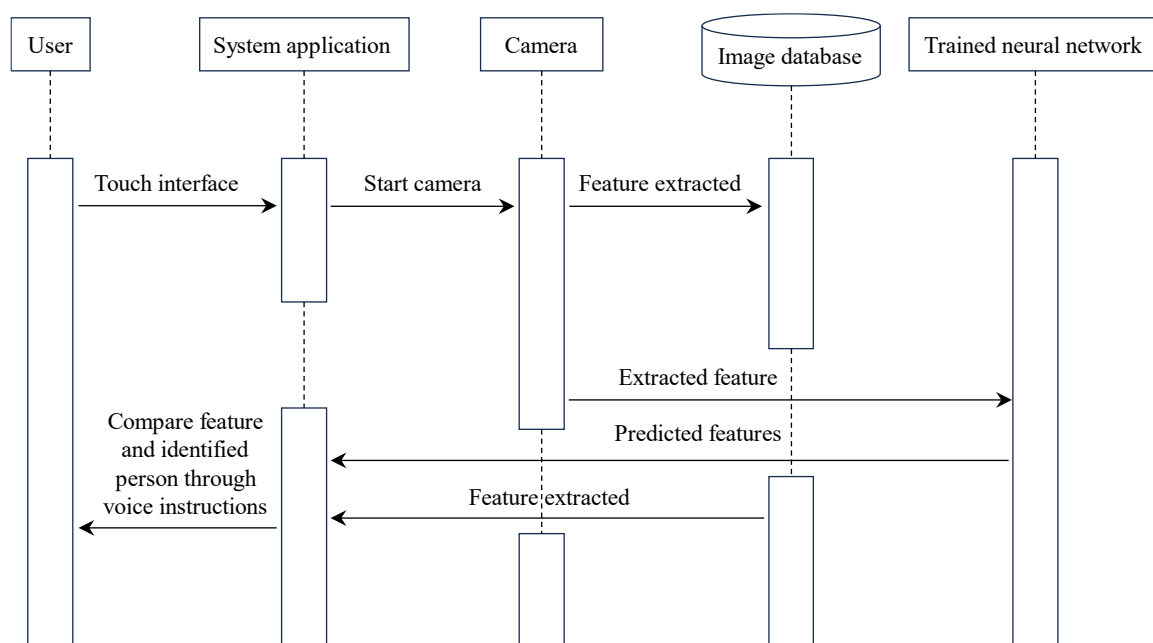 User
System application
Camera
Image database
Trained neural network
Touch interface
Start camera
Feature extracted
Extracted feature
Compare feature
and identified
person through
voice instructions
Predicted features
Feature extracted